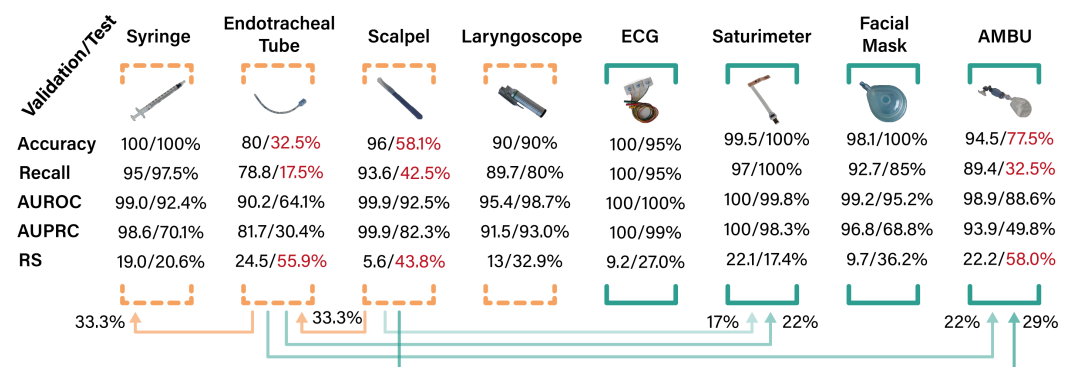 Validation/Test
Syringe Endotracheal Tube Scalpel Laryngoscope ECG Saturimeter Facial Mask AMBU
Accuracy 100/100% 80/32.5% 96/58.1% 90/90% 100/95% 99.5/100% 98.1/100% 94.5/77.5%
Recall 95/97.5% 78.8/17.5% 93.6/42.5% 89.7/80% 100/95% 97/100% 92.7/85% 89.4/32.5%
AUROC 99.0/92.4% 90.2/64.1% 99.9/92.5% 95.4/98.7% 100/100% 100/99.8% 99.2/95.2% 98.9/88.6%
AUPRC 98.6/70.1% 81.7/30.4% 99.9/82.3% 91.5/93.0% 100/99% 100/98.3% 96.8/68.8% 93.9/49.8%
RS 19.0/20.6% 24.5/55.9% 5.6/43.8% 13/32.9% 9.2/27.0% 22.1/17.4% 9.7/36.2% 22.2/58.0%
33.3% 33.3% 17% 22% 22% 29%